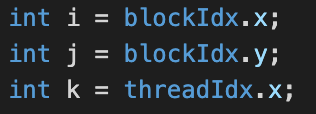 int i = blockIdx.x;
int j = blockIdx.y;
int k = threadIdx.x;